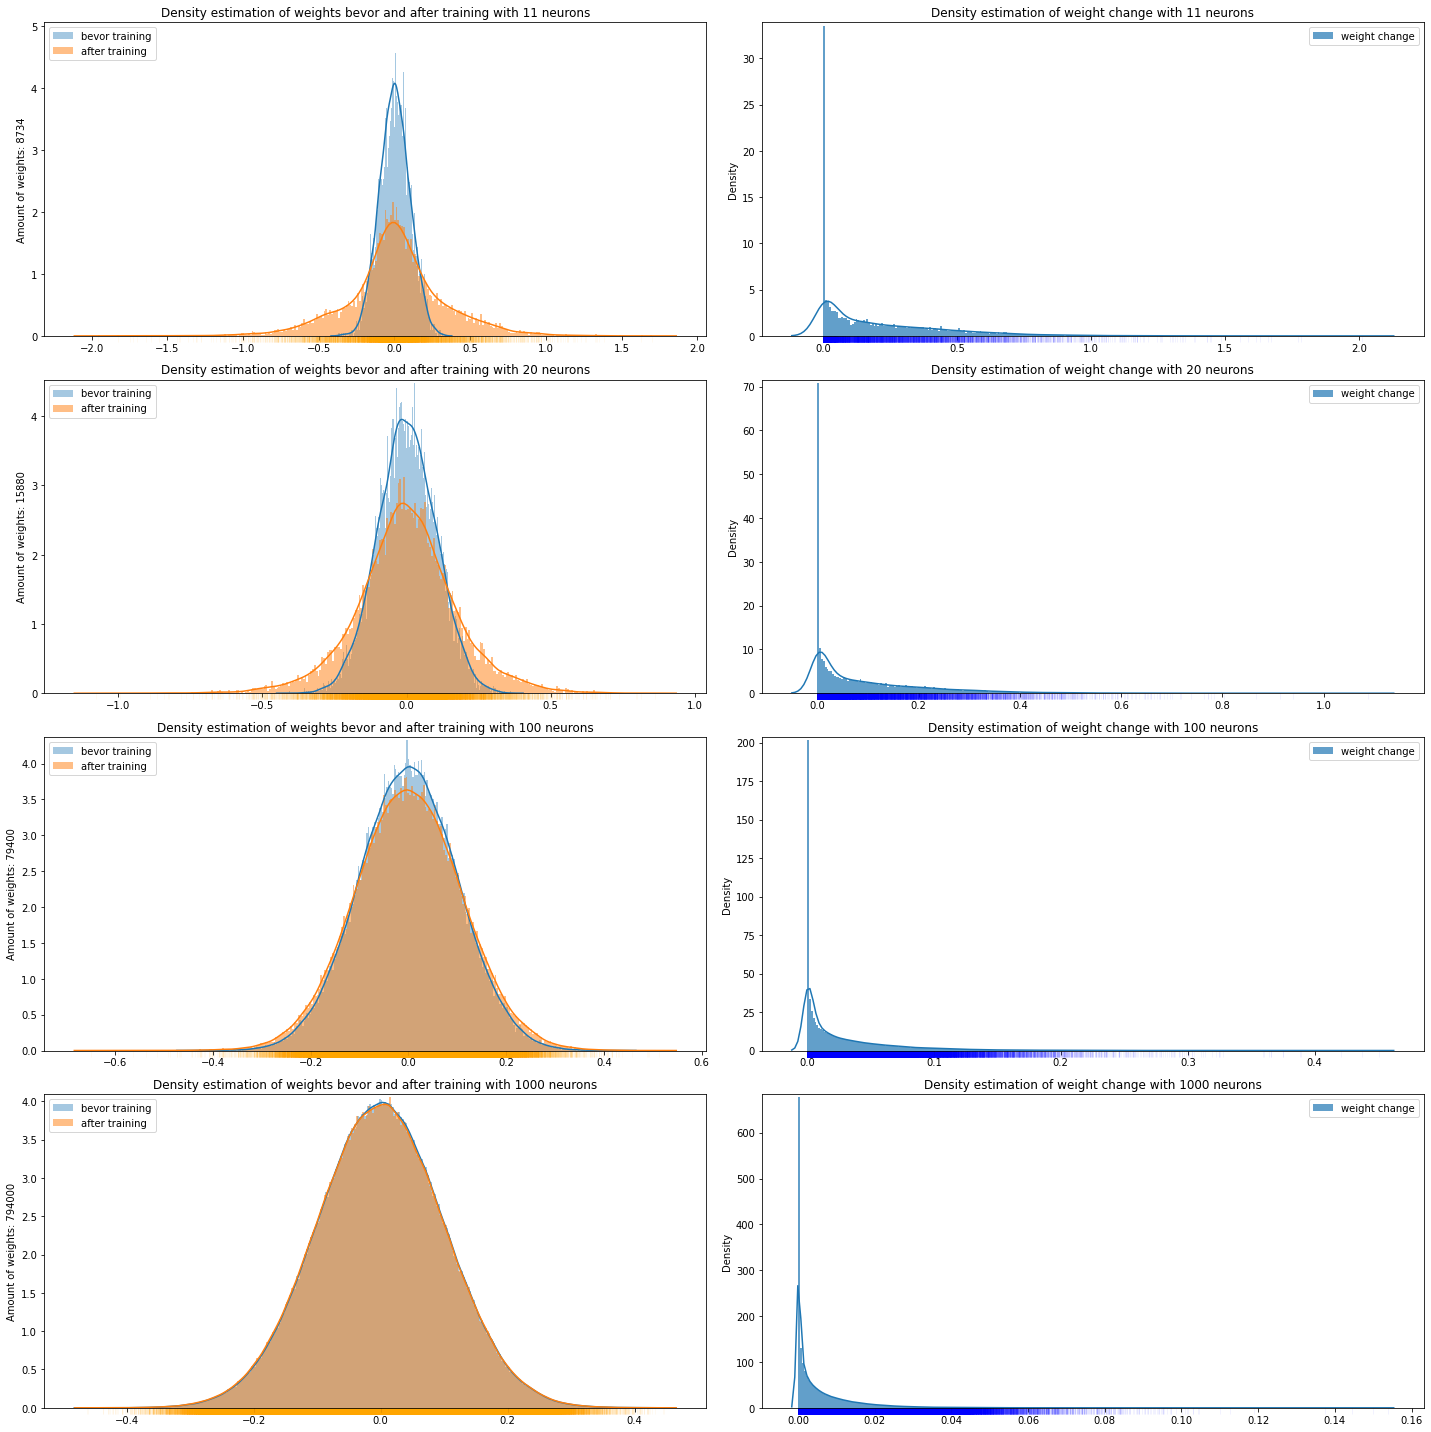 Density estimation of weights bevor and after training with 11 neurons
bevor training
after training
Amount of weights: 8734
5
4
3
2
1
0
−2.0 −1.5 −1.0 −0.5 0.0 0.5 1.0 1.5 2.0
Density estimation of weight change with 11 neurons
weight change
Density
30
25
20
15
10
5
0
0.0 0.5 1.0 1.5 2.0
Density estimation of weights bevor and after training with 20 neurons
bevor training
after training
Amount of weights: 15880
4
3
2
1
0
−1.0 −0.5 0.0 0.5 1.0
Density estimation of weight change with 20 neurons
weight change
Density
70
60
50
40
30
20
10
0
0.0 0.2 0.4 0.6 0.8 1.0
Density estimation of weights bevor and after training with 100 neurons
bevor training
after training
Amount of weights: 79400
4.0
3.5
3.0
2.5
2.0
1.5
1.0
0.5
0.0
−0.6 −0.4 −0.2 0.0 0.2 0.4 0.6
Density estimation of weight change with 100 neurons
weight change
Density
200
175
150
125
100
75
50
25
0
0.0 0.1 0.2 0.3 0.4
Density estimation of weights bevor and after training with 1000 neurons
bevor training
after training
Amount of weights: 794000
4.0
3.5
3.0
2.5
2.0
1.5
1.0
0.5
0.0
−0.4 −0.2 0.0 0.2 0.4
Density estimation of weight change with 1000 neurons
weight change
Density
600
500
400
300
200
100
0
0.00 0.02 0.04 0.06 0.08 0.10 0.12 0.14 0.16